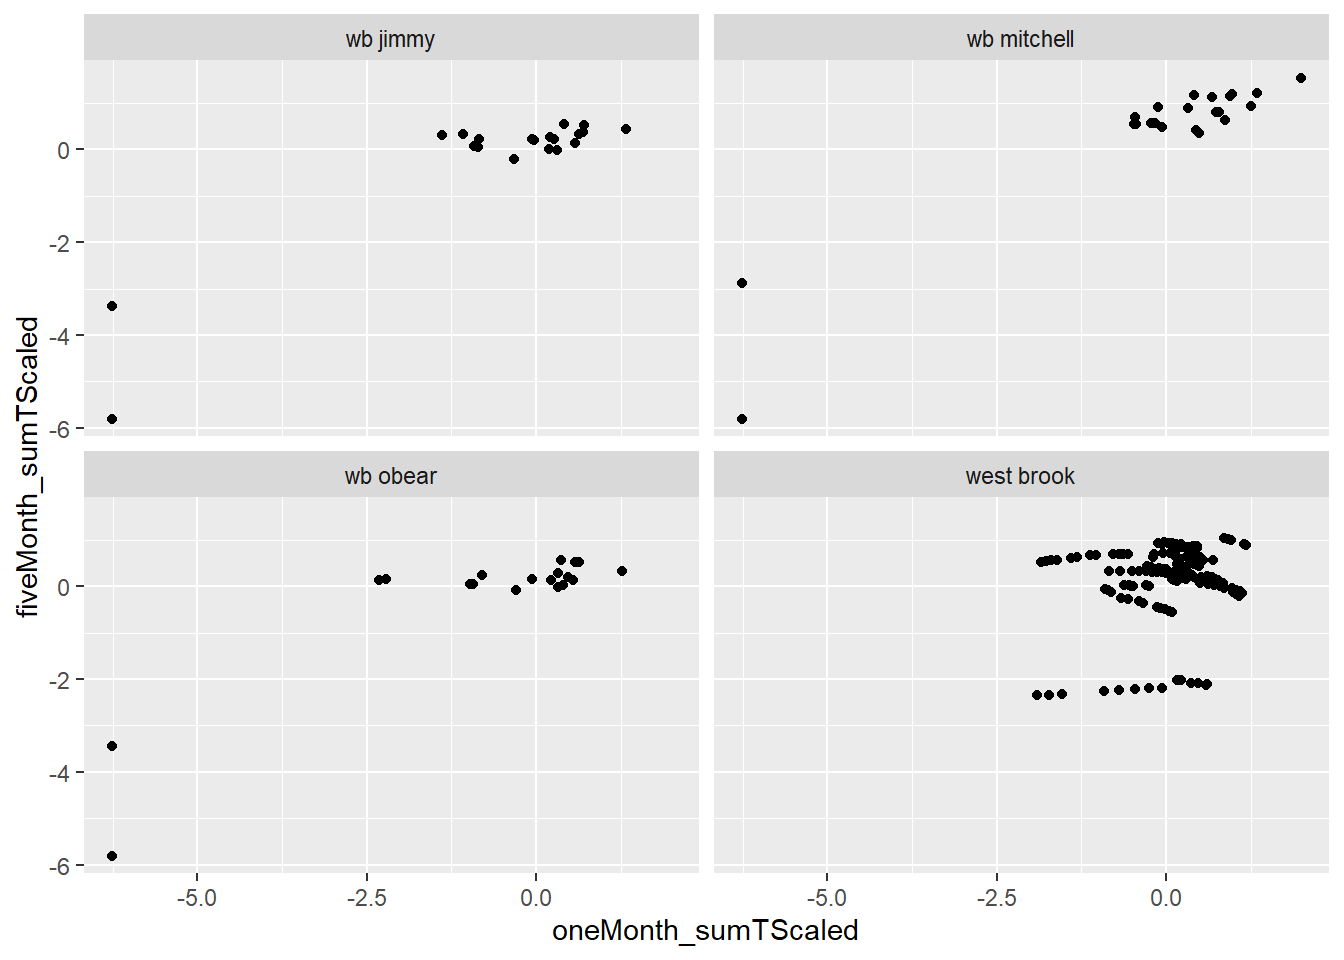 wb jimmy
wb mitchell
0
-2
-4
-6
wb obear
west brook
0
-2
-4
-6
-5.0
-2.5
0.0
-5.0
-2.5
0.0
oneMonth_sumTScaled
fiveMonth_sumTScaled